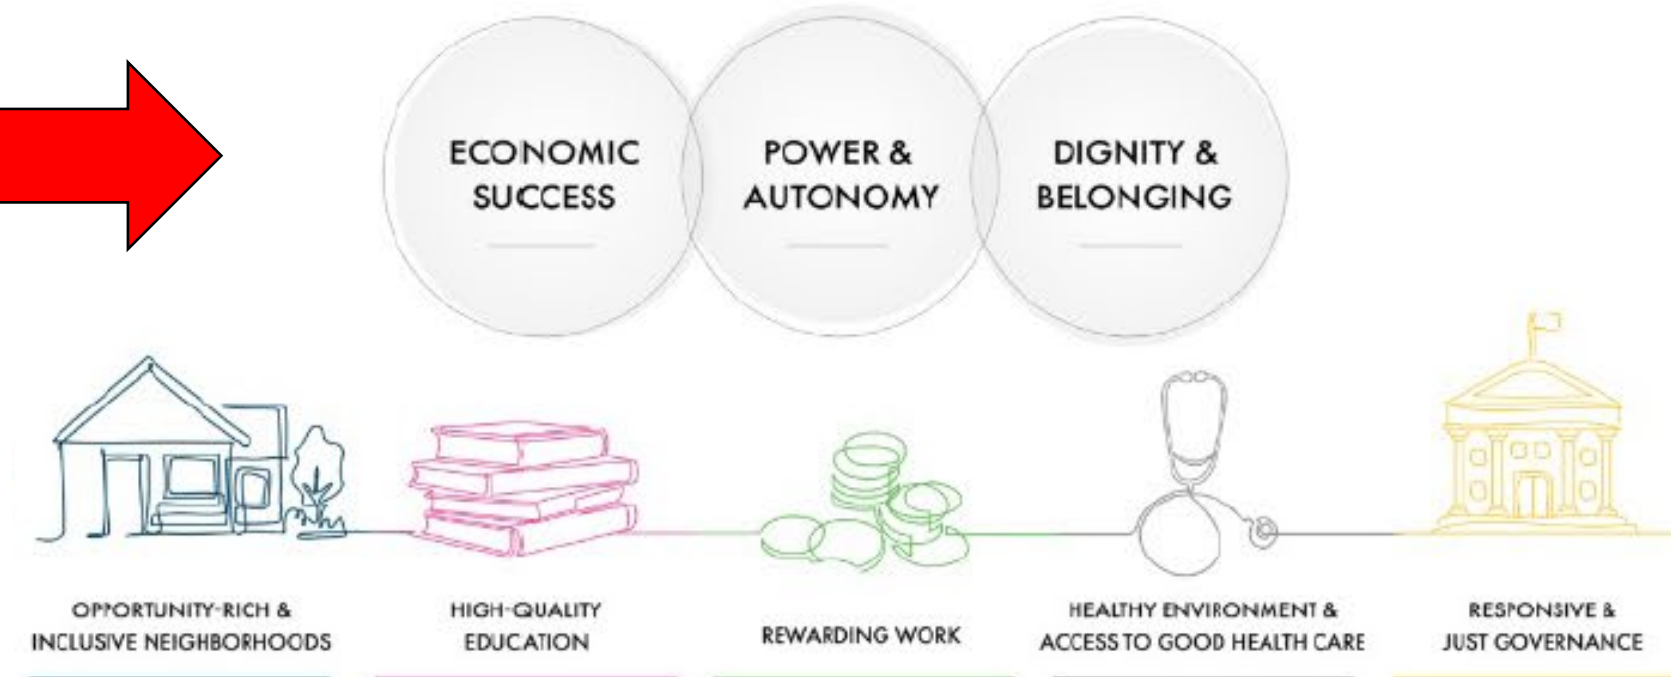 ECONOMIC
SUCCESS
POWER &
AUTONOMY
DIGNITY &
BELONGING
OPPORTUNITY-RICH &
INCLUSIVE NEIGHBORHOODS
HIGH-QUALITY
EDUCATION
REWARDING WORK
HEALTHY ENVIRONMENT &
ACCESS TO GOOD HEALTH CARE
RESPONSIVE &
JUST GOVERNANCE